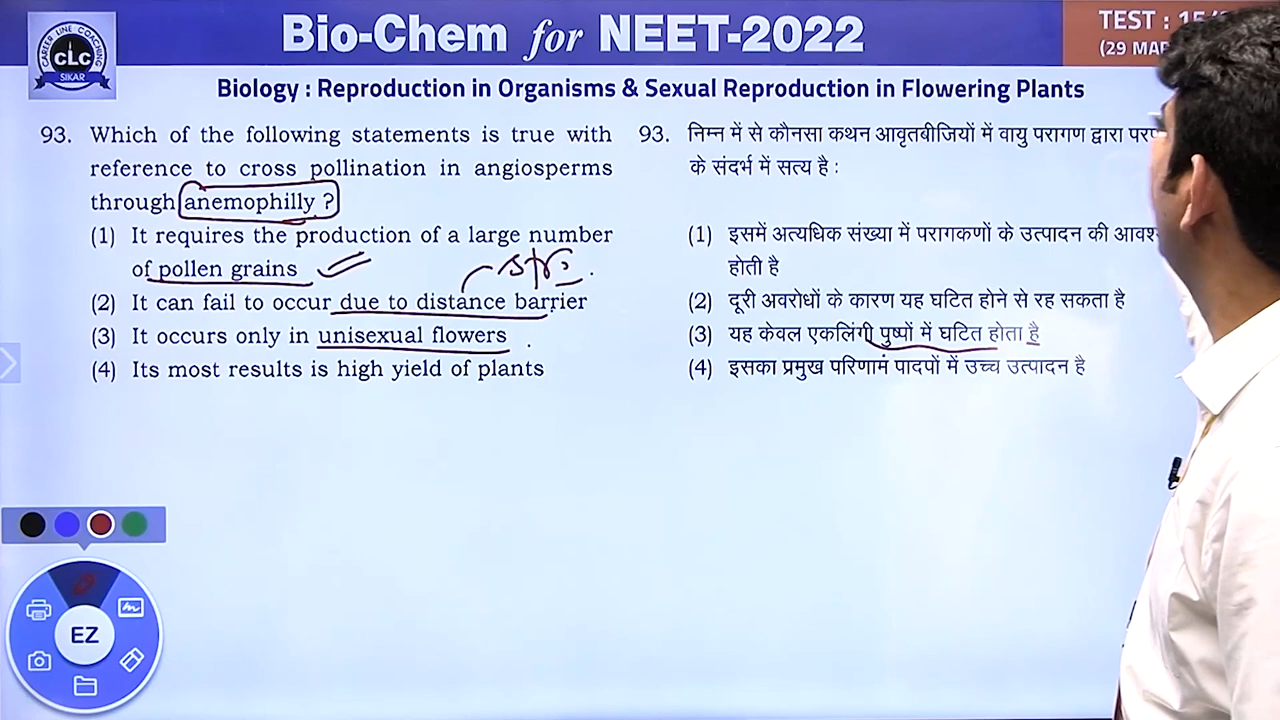 CAREER LINE COACHING
CLC
SIKAR
Bio-Chem for NEET-2022
TEST : 15/
(29 MAR
Biology : Reproduction in Organisms & Sexual Reproduction in Flowering Plants
93. Which of the following statements is true with
reference to cross pollination in angiosperms
through anemophilly ?
(1) It requires the production of a large number
of pollen grains
(2) It can fail to occur due to distance barrier
(3) It occurs only in unisexual flowers
(4) Its most results is high yield of plants
93. निम्न में से कौनसा कथन आवृतबीजियों में वायु परागण द्वारा
के संदर्भ में सत्य है :
(1) इसमें अत्यधिक संख्या में परागकणों के उत्पादन की
होती है
(2) दूरी अवरोधों के कारण यह घटित होने से रह सकता है
(3) यह केवल एकलिंगी पुष्पों में घटित होता है
(4) इसका प्रमुख परिणामं पादपों में उच्च उत्पादन है
EZ